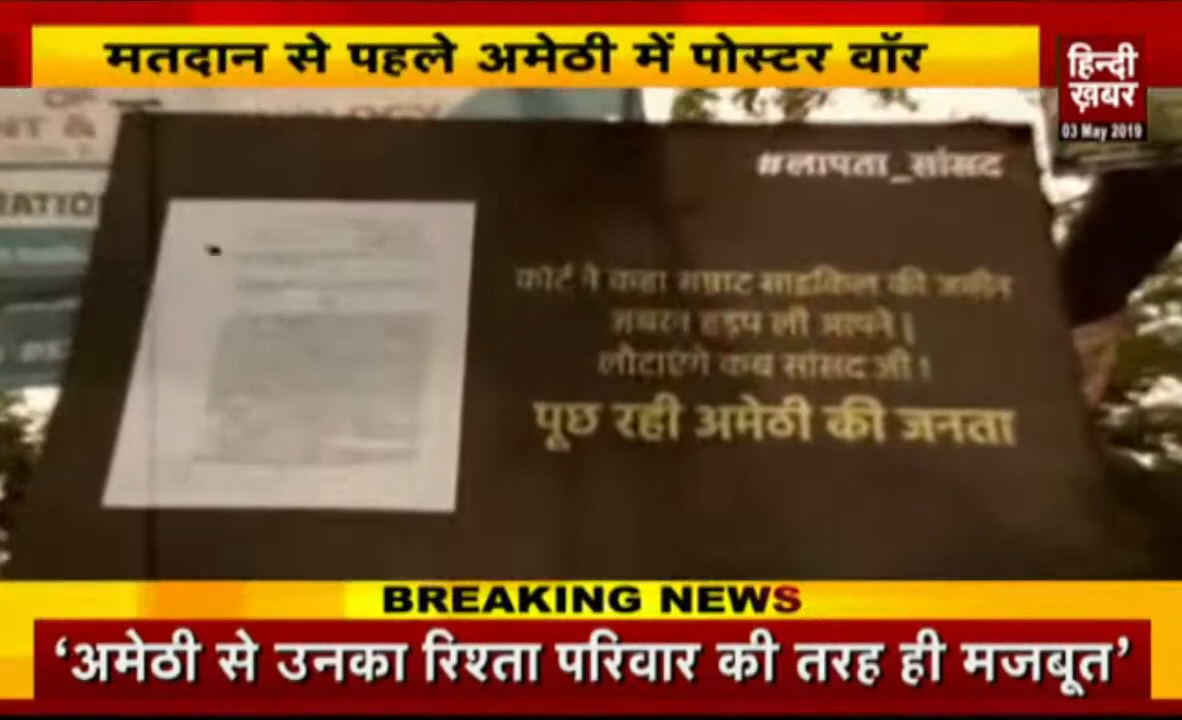 मतदान से पहले अमेठी में पोस्टर वॉर
हिन्दी
ख़बर
03 May 2019
#लापता_सांसद
कोर्ट ने कहा सम्राट साइकिल की जमीन
जबरन हड़प ली आपने।
लौटाएंगे कब सांसद जी!
पूछ रही अमेठी की जनता
BREAKING NEWS
‘अमेठी से उनका रिश्ता परिवार की तरह ही मजबूत’